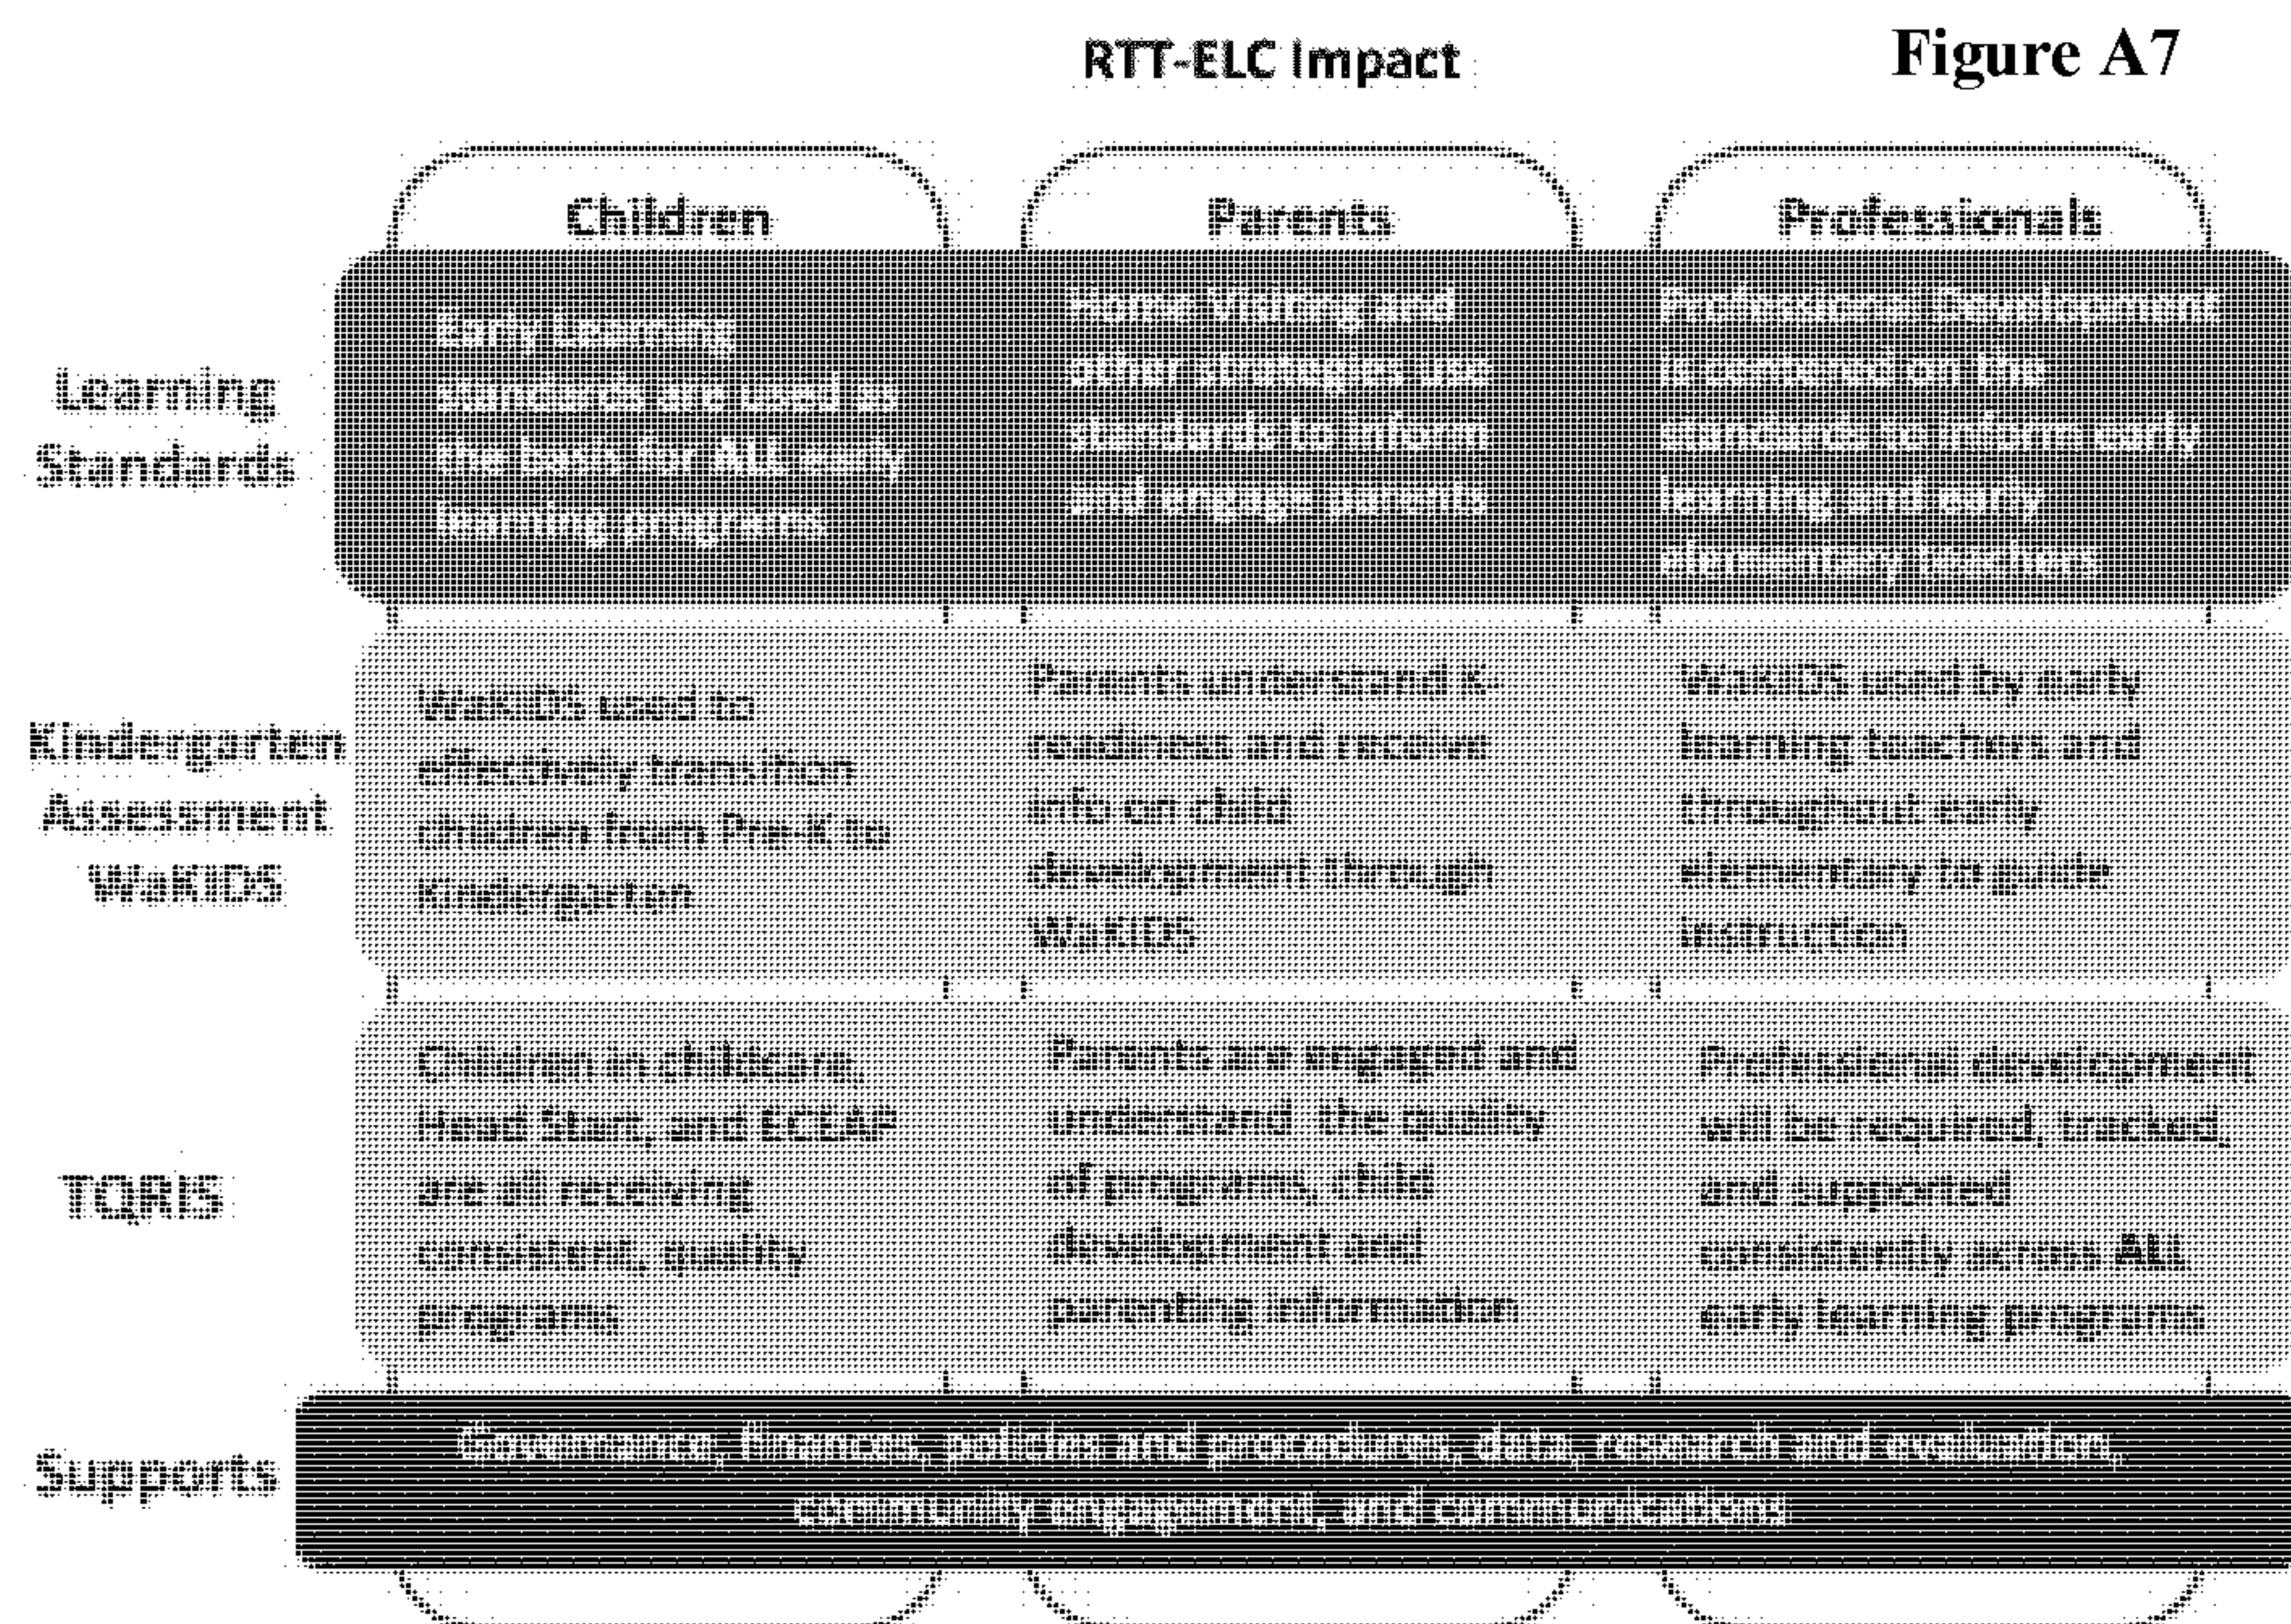 RTT-ELC Impact
Figure A7
Children
Parents
Professionals
Learning
Standards
Early Learning
standards are used as
the basis for ALL early
learning programs
Home Visiting and
other strategies use
standards to inform
and engage parents
Professional Development
is centered on the
standards to inform early
learning and early
elementary teachers
Kindergarten
Assessment
WaKIDS
WaKIDS used to
effectively transition
children from Pre-K to
Kindergarten
Parents understand K-
readiness and receive
info on child
development through
WaKIDS
WaKIDS used by early
learning teachers and
throughout early
elementary to guide
instruction
TQRIS
Children in childcare,
Head Start, and ECEAP
are all receiving
consistent, quality
programs
Parents are engaged and
understand the quality
of programs, child
development and
parenting information
Professional development
will be required, tracked,
and supported
consistently across ALL
early learning programs
Supports
Governance, finances, policies and procedures, data, research and evaluation,
community engagement, and communications